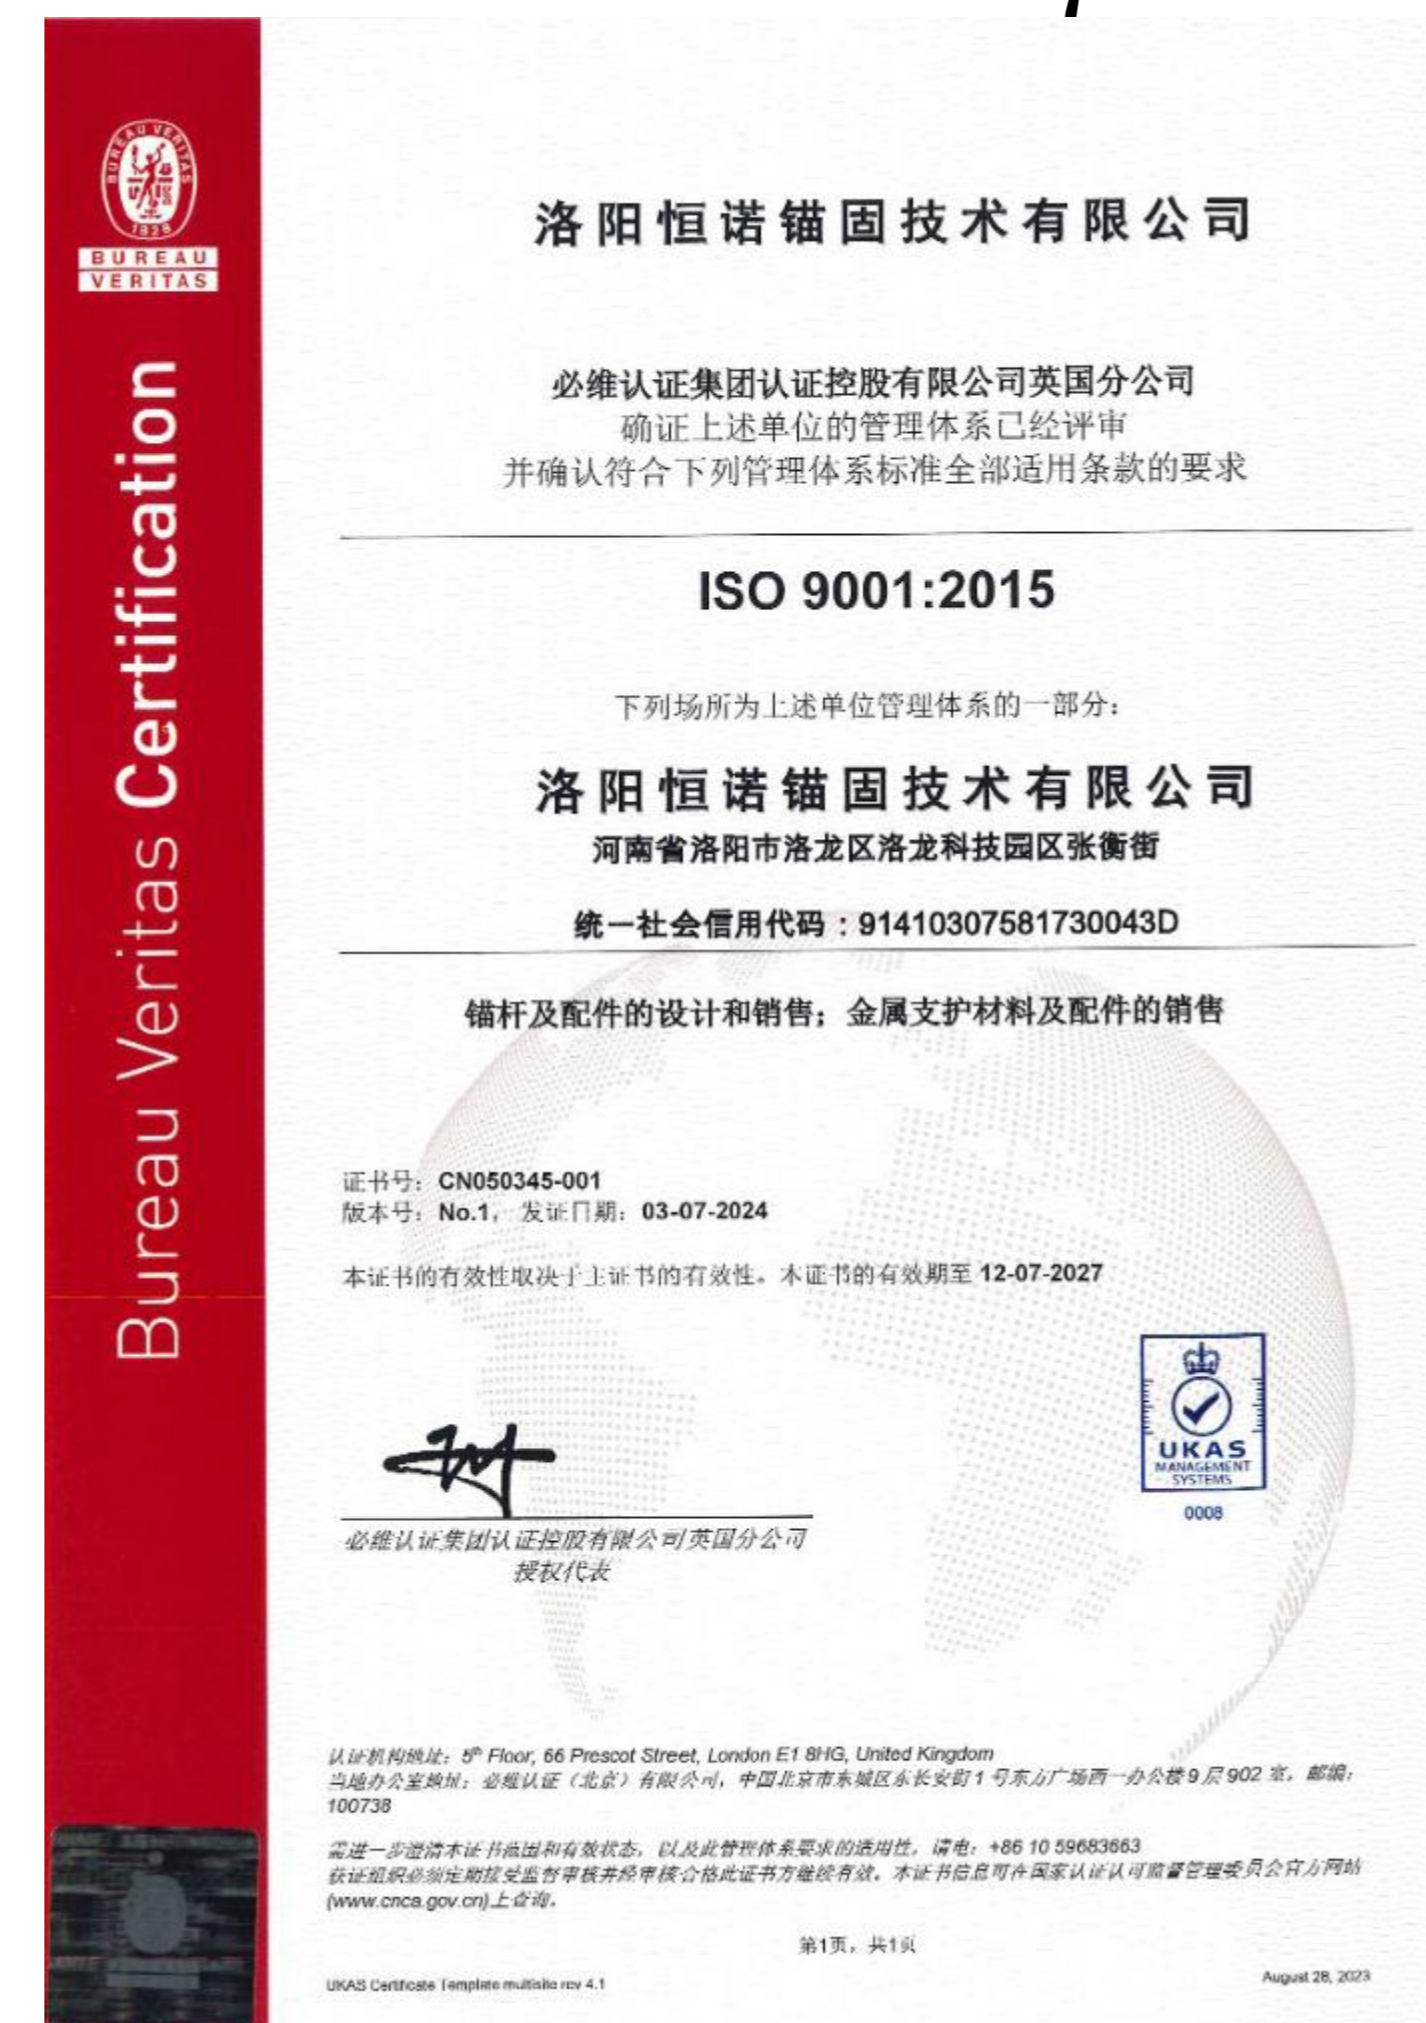 BUREAU VERITAS
1828
BUREAU
VERITAS
Bureau Veritas Certification
洛阳恒诺锚固技术有限公司
必维认证集团认证控股有限公司英国分公司
确证上述单位的管理体系已经评审
并确认符合下列管理体系标准全部适用条款的要求
ISO 9001:2015
下列场所为上述单位管理体系的一部分：
洛阳恒诺锚固技术有限公司
河南省洛阳市洛龙区洛龙科技园区张衡街
统一社会信用代码：91410307581730043D
锚杆及配件的设计和销售；金属支护材料及配件的销售
证书号：CN050345-001
版本号：No.1， 发证日期：03-07-2024
本证书的有效性取决于主证书的有效性。本证书的有效期至 12-07-2027
UKAS
MANAGEMENT
SYSTEMS
0008
必维认证集团认证控股有限公司英国分公司
授权代表
认证机构地址：5th Floor, 66 Prescot Street, London E1 8HG, United Kingdom
当地办公室地址：必维认证（北京）有限公司，中国北京市东城区东长安街 1 号东方广场西一办公楼 9 层 902 室，邮编：
100738
需进一步澄清本证书范围和有效状态，以及此管理体系要求的适用性，请电：+86 10 59683663
获证组织必须定期接受监督审核并经审核合格此证书方继续有效。本证书信息可在国家认证认可监督管理委员会官方网站
(www.cnca.gov.cn)上查询。
第1页，共1页
UKAS Certificate Template multisite rev 4.1
August 28, 2023